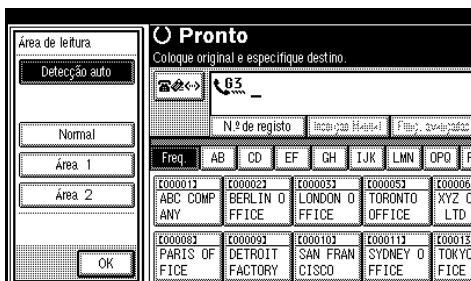 Área de leitura
Detecção auto
Normal
Área 1
Área 2
OK
Pronto
Coloque original e especifique destino.
G3
N.º de registo
Freq. AB CD EF GH IJK LMN OPQ
[00001] [00002] [00003] [00005] [00006
ABC COMP BERLIN O LONDON O TORONTO XYZ C
ANY FFICE FFICE OFFICE LTD
[00008] [00009] [00010] [00011] [00013
PARIS OF DETROIT SAN FRAN SYDNEY O TOKYO
FICE FACTORY CISCO FFICE FICE